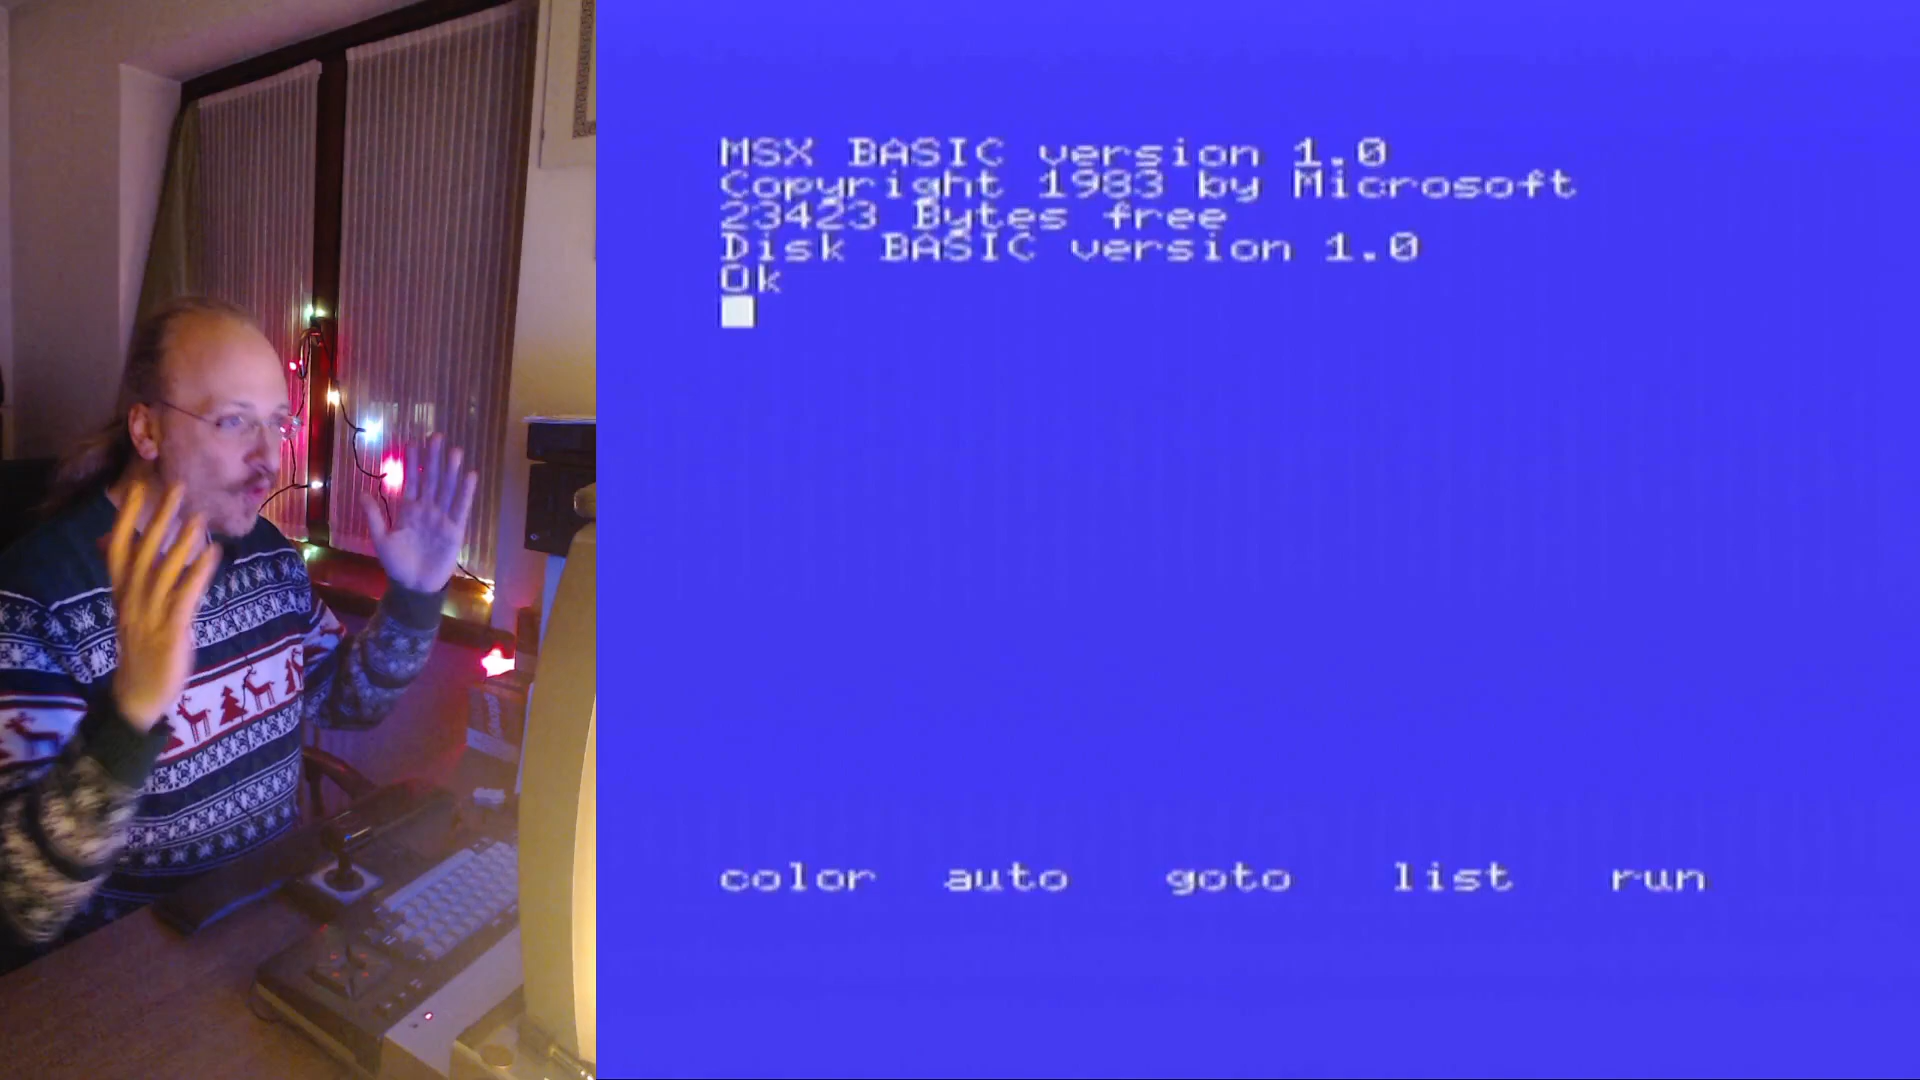 MSX BASIC version 1.0
Copyright 1983 by Microsoft
23423 Bytes free
Disk BASIC version 1.0
Ok
color auto goto list run